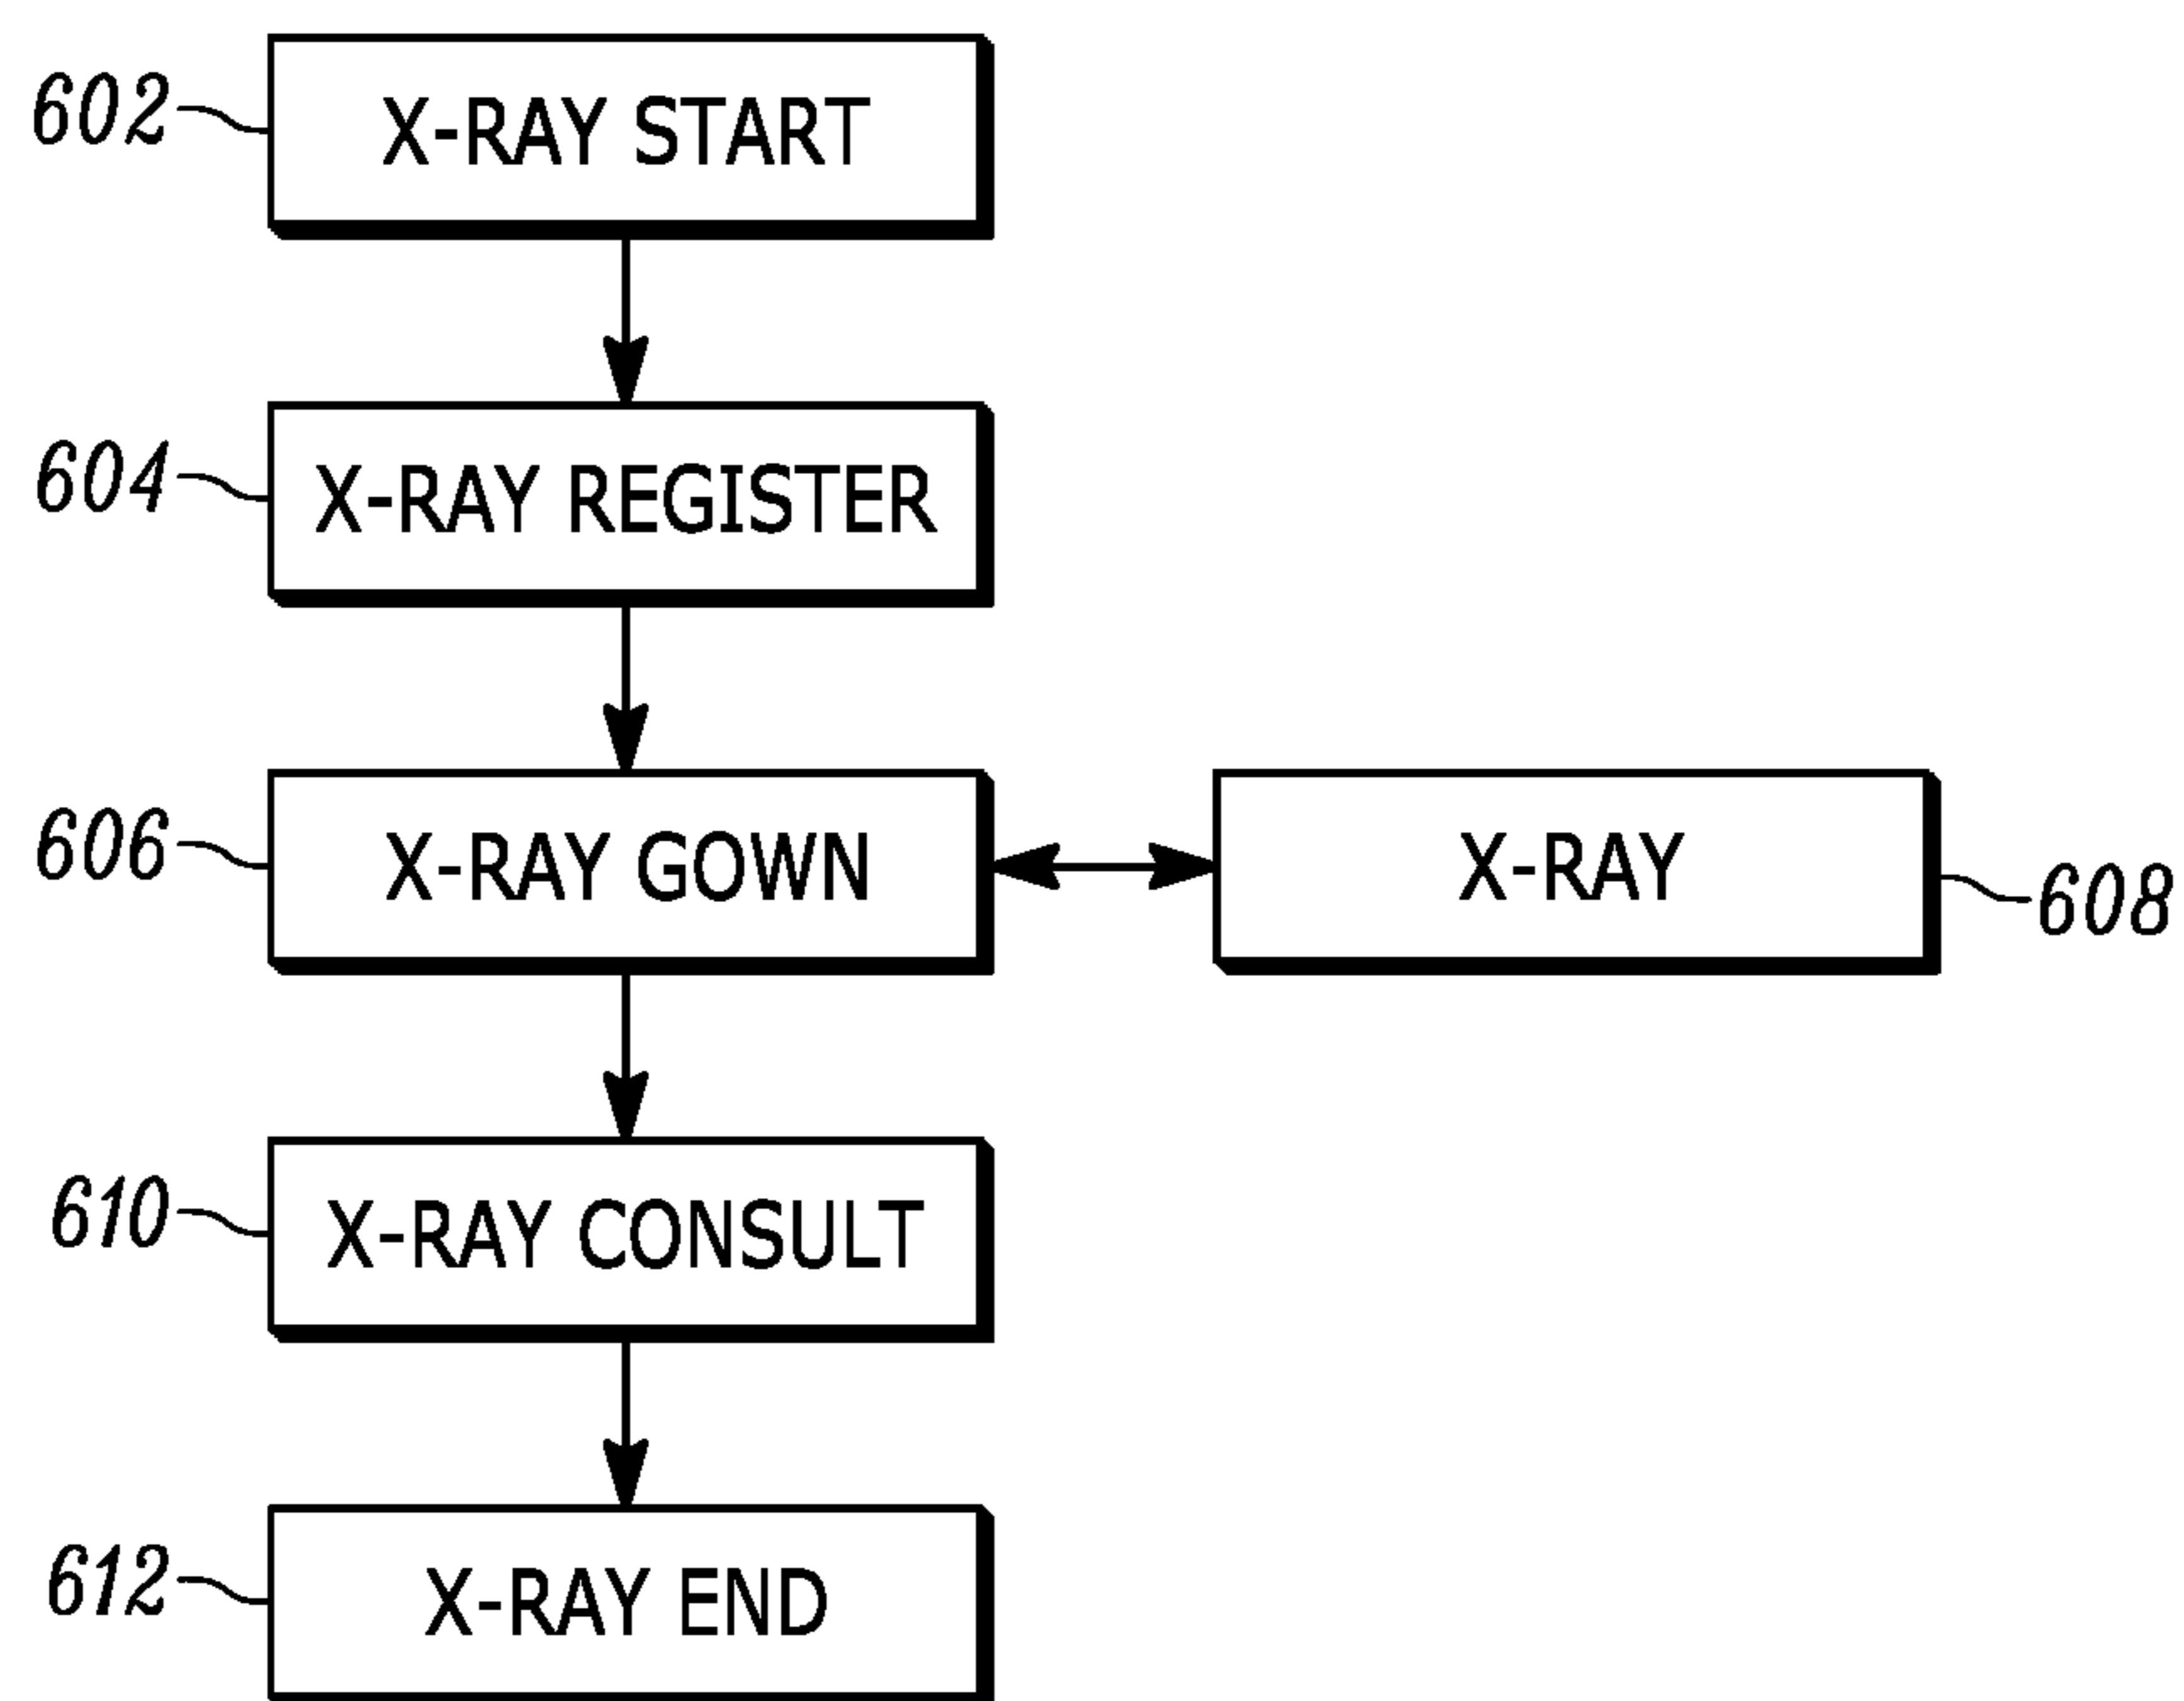 602 X-RAY START
604 X-RAY REGISTER
606 X-RAY GOWN X-RAY 608
610 X-RAY CONSULT
612 X-RAY END